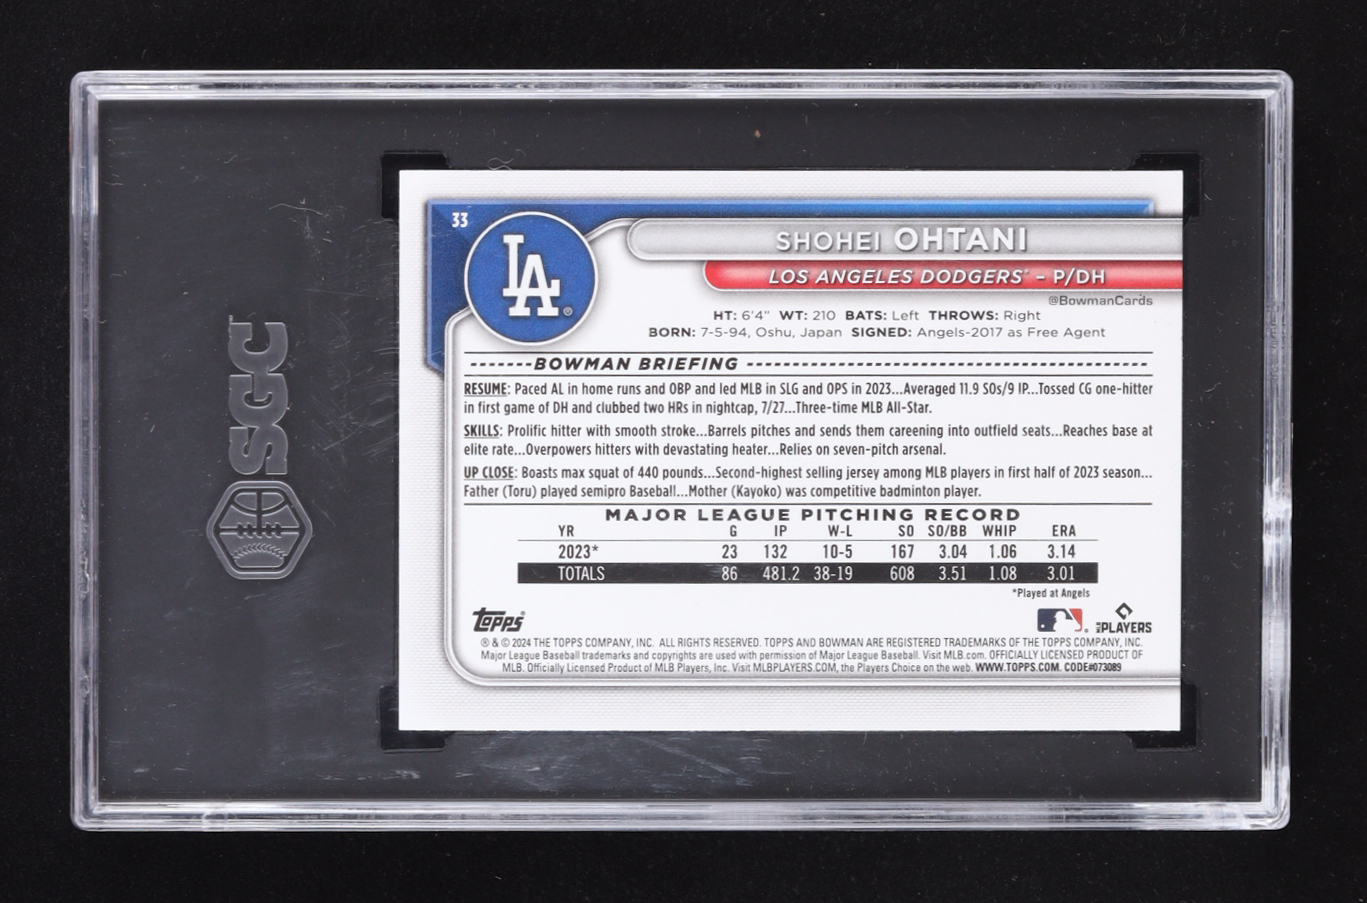 SGC
33
LA
®
SHOHEI OHTANI
LOS ANGELES DODGERS® – P/DH
@BowmanCards
HT: 6'4" WT: 210 BATS: Left THROWS: Right
BORN: 7-5-94, Oshu, Japan SIGNED: Angels-2017 as Free Agent
BOWMAN BRIEFING
RESUME: Paced AL in home runs and OBP and led MLB in SLG and OPS in 2023...Averaged 11.9 SOs/9 IP...Tossed CG one-hitter
in first game of DH and clubbed two HRs in nightcap, 7/27...Three-time MLB All-Star.
SKILLS: Prolific hitter with smooth stroke...Barrels pitches and sends them careening into outfield seats...Reaches base at
elite rate...Overpowers hitters with devastating heater...Relies on seven-pitch arsenal.
UP CLOSE: Boasts max squat of 440 pounds...Second-highest selling jersey among MLB players in first half of 2023 season...
Father (Toru) played semipro Baseball...Mother (Kayoko) was competitive badminton player.
MAJOR LEAGUE PITCHING RECORD
YR G IP W-L SO SO/BB WHIP ERA
2023* 23 132 10-5 167 3.04 1.06 3.14
TOTALS 86 481.2 38-19 608 3.51 1.08 3.01
*Played at Angels
Topps®
MLB PLAYERS
® & © 2024 THE TOPPS COMPANY, INC. ALL RIGHTS RESERVED. TOPPS AND BOWMAN ARE REGISTERED TRADEMARKS OF THE TOPPS COMPANY, INC.
Major League Baseball trademarks and copyrights are used with permission of Major League Baseball. Visit MLB.com. OFFICIALLY LICENSED PRODUCT OF
MLB. Officially Licensed Product of MLB Players, Inc. Visit MLBPLAYERS.COM, the Players Choice on the web. WWW.TOPPS.COM. CODE#073089